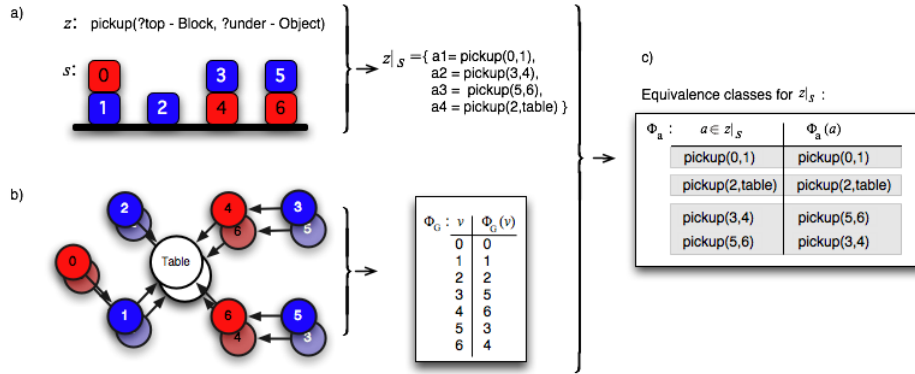 a)
z: pickup(?top - Block, ?under - Object)
s:
0 3 5
1 2 4 6
z|s ={ a1= pickup(0,1),
a2 = pickup(3,4),
a3 = pickup(5,6),
a4 = pickup(2,table) }
b)
2 4 3
6 5
0 Table
1
6 5
4 3
ΦG : v ΦG(v)
0 0
1 1
2 2
3 5
4 6
5 3
6 4
c)
Equivalence classes for z|s :
Φa : a ∈ z|s Φa(a)
pickup(0,1) pickup(0,1)
pickup(2,table) pickup(2,table)
pickup(3,4) pickup(5,6)
pickup(5,6) pickup(3,4)